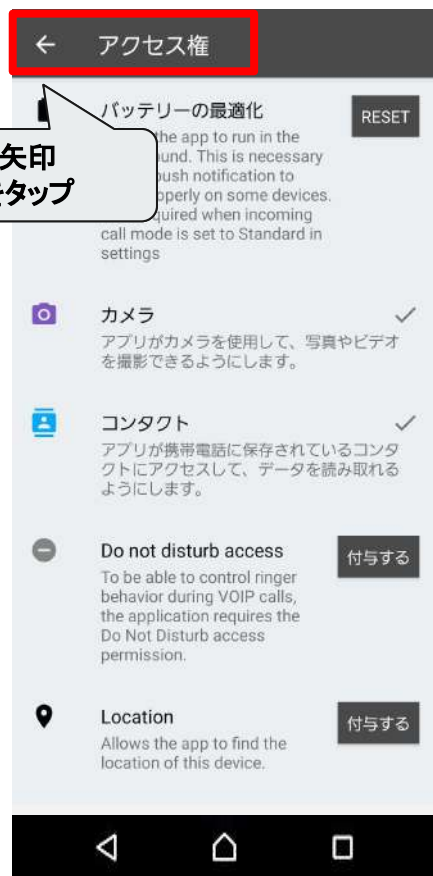 アクセス権
バッテリーの最適化
RESET
the app to run in the
und. This is necessary
矢印
push notification to
をタップ
perly on some devices.
quired when incoming
call mode is set to Standard in
settings
カメラ
アプリがカメラを使用して、写真やビデオ
を撮影できるようにします。
コンタクト
アプリが携帯電話に保存されているコンタ
クトにアクセスして、データを読み取れる
ようにします。
Do not disturb access
付与する
To be able to control ringer
behavior during VOIP calls,
the application requires the
Do Not Disturb access
permission.
Location
付与する
Allows the app to find the
location of this device.